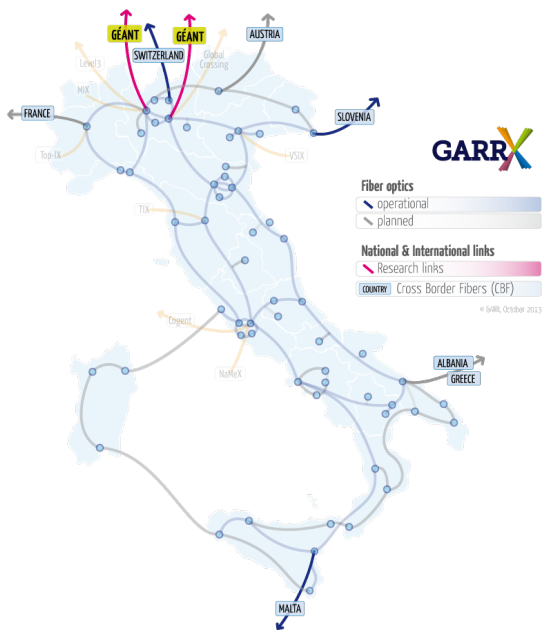 GÉANT
GÉANT
AUSTRIA
SWITZERLAND
Level3
Global
Crossing
MIX
FRANCE
SLOVENIA
GARR X
Top-IX
VSIX
Fiber optics
operational
planned
TIX
National & International links
Research links
COUNTRY Cross Border Fibers (CBF)
© GARR, October 2013
Cogent
ALBANIA
GREECE
NaMeX
MALTA